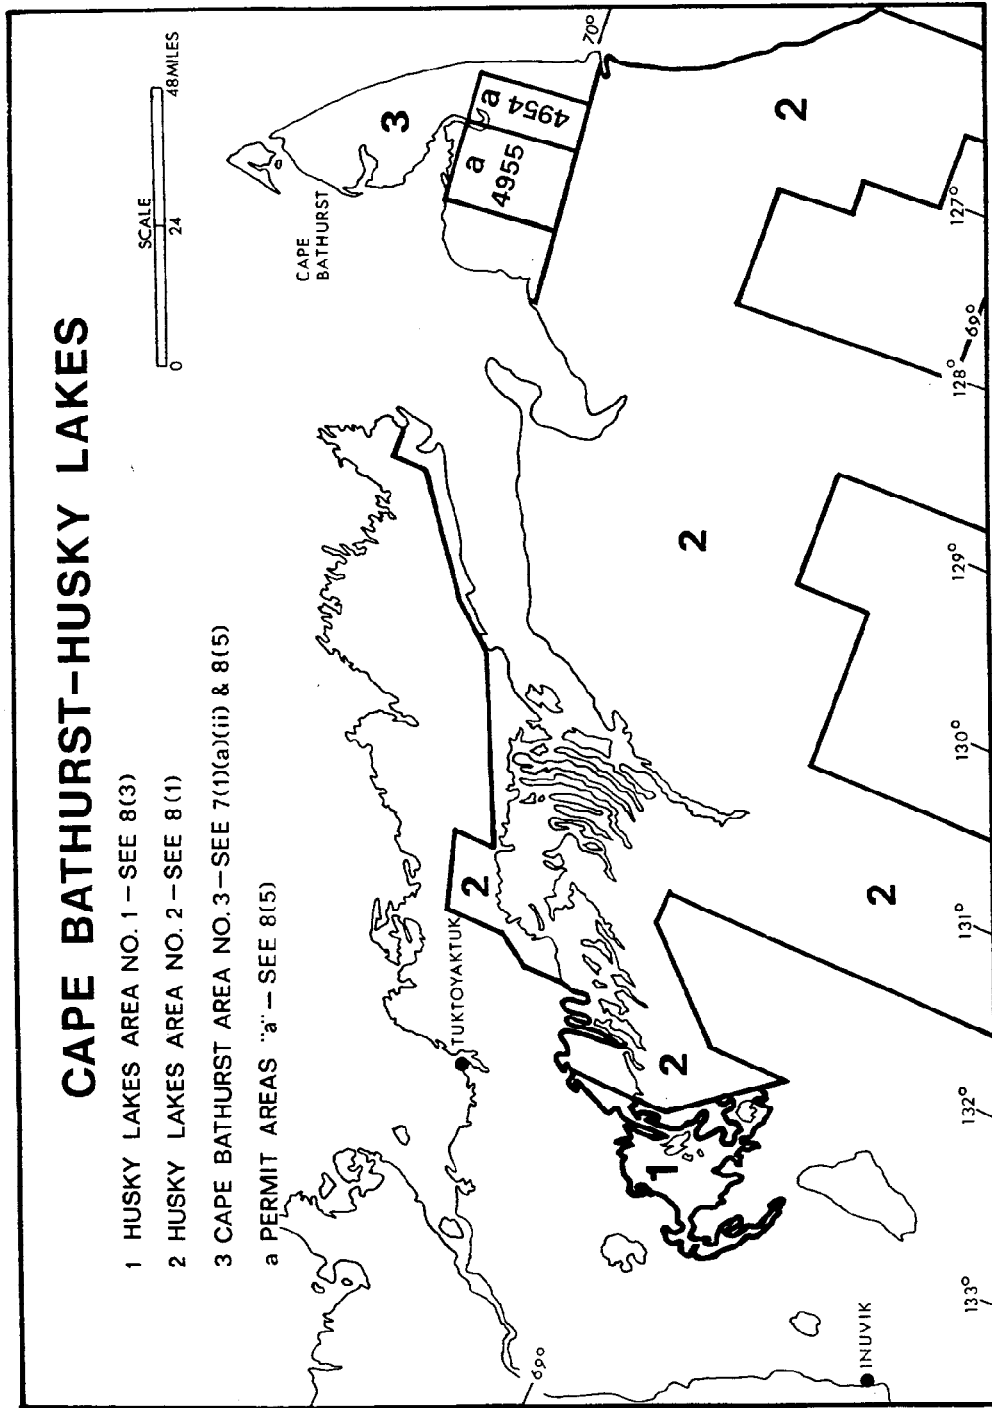 CAPE BATHURST-HUSKY LAKES
1 HUSKY LAKES AREA NO. 1 - SEE 8(3)
2 HUSKY LAKES AREA NO. 2 - SEE 8(1)
3 CAPE BATHURST AREA NO. 3 - SEE 7(1)(a)(ii) & 8(5)
a PERMIT AREAS "a" - SEE 8(5)
SCALE
0 24 48 MILES
CAPE
BATHURST
3
a
4955
a
4954
70°
2
TUKTOYAKTUK
2
2
2
2
1
69°
INUVIK
133°
132°
131°
130°
129°
128°
69°
127°